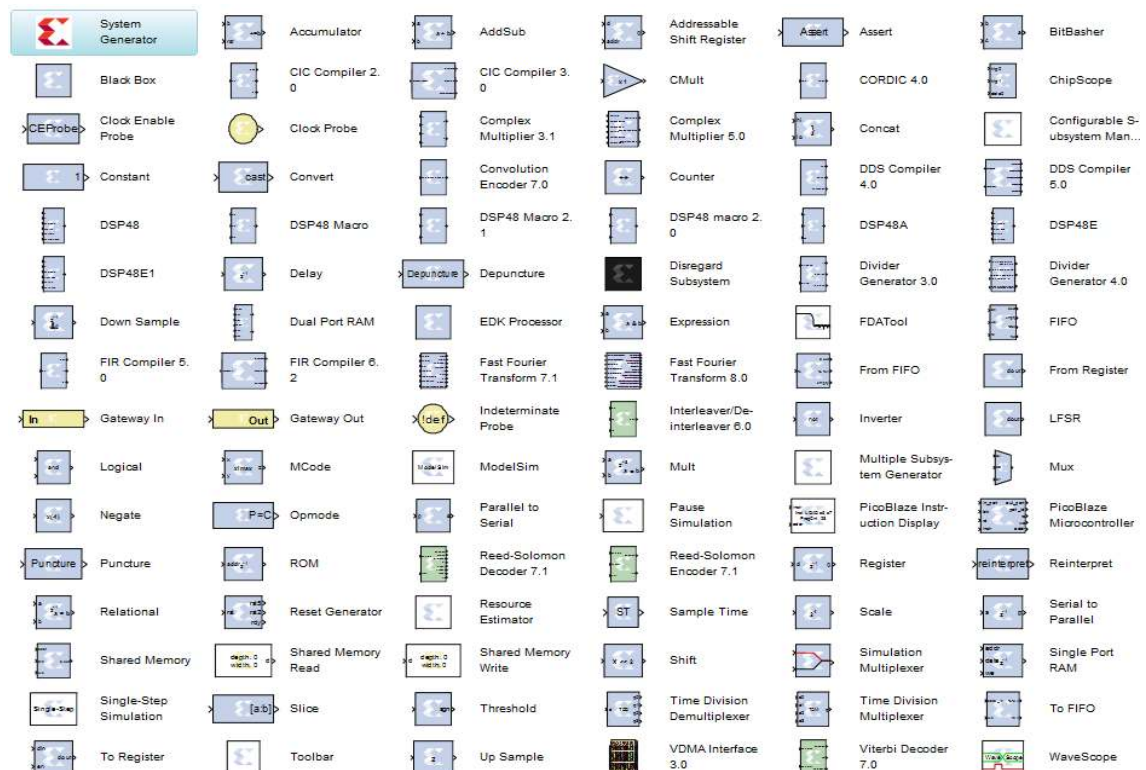 System
Generator
Accumulator
AddSub
Addressable
Shift Register
Assert
Assert
BitBasher
Black Box
CIC Compiler 2.
0
CIC Compiler 3.
0
CMult
CORDIC 4.0
ChipScope
CEProbe
Clock Enable
Probe
Clock Probe
Complex
Multiplier 3.1
Complex
Multiplier 5.0
Concat
Configurable S-
ubsystem Man...
1
Constant
cast
Convert
Convolution
Encoder 7.0
Counter
DDS Compiler
4.0
DDS Compiler
5.0
DSP48
DSP48 Macro
DSP48 Macro 2.
1
DSP48 macro 2.
0
DSP48A
DSP48E
DSP48E1
Delay
Depuncture
Depuncture
Disregard
Subsystem
Divider
Generator 3.0
Divider
Generator 4.0
Down Sample
Dual Port RAM
EDK Processor
Expression
FDATool
FIFO
FIR Compiler 5.
0
FIR Compiler 6.
2
Fast Fourier
Transform 7.1
Fast Fourier
Transform 8.0
From FIFO
From Register
In
Gateway In
Out
Gateway Out
!def
Indeterminate
Probe
Interleaver/De-
interleaver 6.0
not
Inverter
dout
LFSR
and
Logical
MCode
ModelSim
ModelSim
Mult
Multiple Subsys-
tem Generator
Mux
Negate
P=C
Opmode
Parallel to
Serial
Pause
Simulation
PicoBlaze Instr-
uction Display
PicoBlaze
Microcontroller
Puncture
Puncture
ROM
Reed-Solomon
Decoder 7.1
Reed-Solomon
Encoder 7.1
Register
reinterpret
Reinterpret
Relational
Reset Generator
Resource
Estimator
ST
Sample Time
Scale
Serial to
Parallel
Shared Memory
depth: 0
width: 0
Shared Memory
Read
depth: 0
width: 0
Shared Memory
Write
Shift
Simulation
Multiplexer
Single Port
RAM
Single-Step
Single-Step
Simulation
[a:b]
Slice
Threshold
Time Division
Demultiplexer
Time Division
Multiplexer
To FIFO
To Register
Toolbar
Up Sample
VDMA Interface
3.0
Viterbi Decoder
7.0
WaveScope